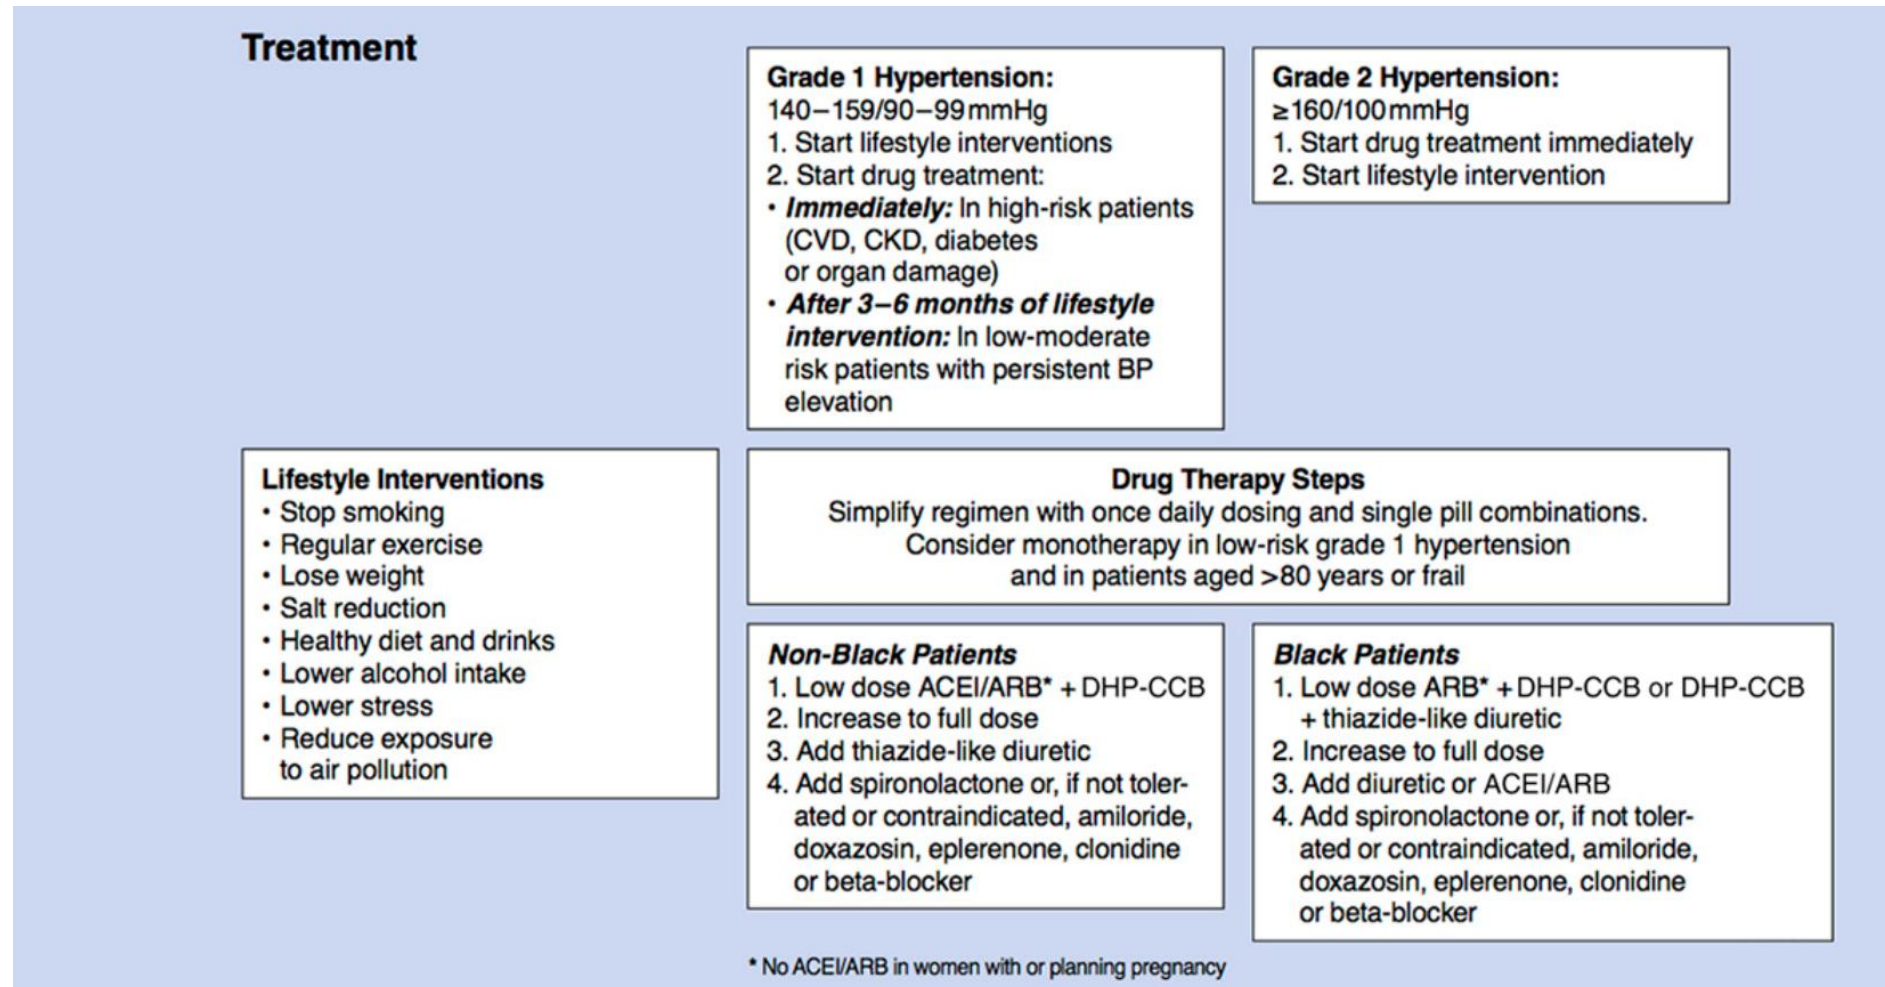 Treatment
Grade 1 Hypertension:
140–159/90–99 mmHg
1. Start lifestyle interventions
2. Start drug treatment:
• Immediately: In high-risk patients
(CVD, CKD, diabetes
or organ damage)
• After 3–6 months of lifestyle
intervention: In low-moderate
risk patients with persistent BP
elevation
Grade 2 Hypertension:
≥160/100 mmHg
1. Start drug treatment immediately
2. Start lifestyle intervention
Lifestyle Interventions
• Stop smoking
• Regular exercise
• Lose weight
• Salt reduction
• Healthy diet and drinks
• Lower alcohol intake
• Lower stress
• Reduce exposure
to air pollution
Drug Therapy Steps
Simplify regimen with once daily dosing and single pill combinations.
Consider monotherapy in low-risk grade 1 hypertension
and in patients aged >80 years or frail
Non-Black Patients
1. Low dose ACEI/ARB* + DHP-CCB
2. Increase to full dose
3. Add thiazide-like diuretic
4. Add spironolactone or, if not toler-
ated or contraindicated, amiloride,
doxazosin, eplerenone, clonidine
or beta-blocker
Black Patients
1. Low dose ARB* + DHP-CCB or DHP-CCB
+ thiazide-like diuretic
2. Increase to full dose
3. Add diuretic or ACEI/ARB
4. Add spironolactone or, if not toler-
ated or contraindicated, amiloride,
doxazosin, eplerenone, clonidine
or beta-blocker
* No ACEI/ARB in women with or planning pregnancy